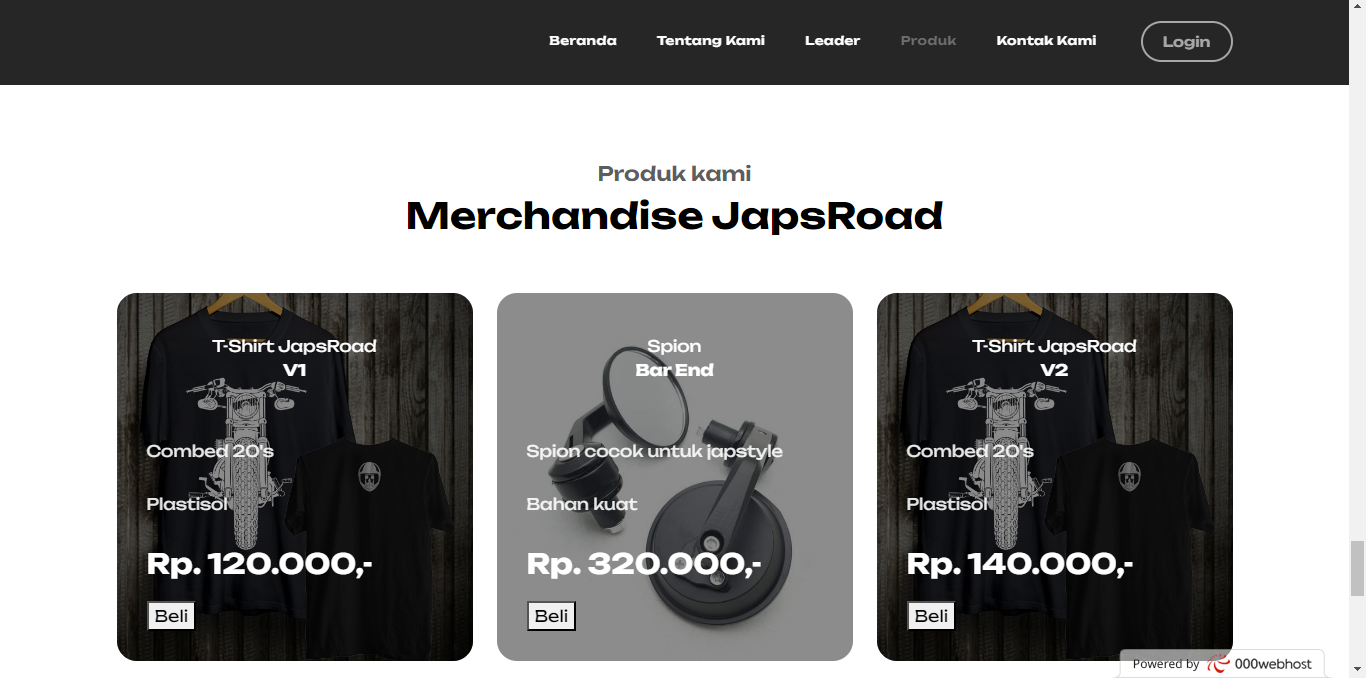 Beranda Tentang Kami Leader Produk Kontak Kami Login
Produk kami
Merchandise JapsRoad
T-Shirt JapsRoad
V1
Combed 20's
Plastisol
Rp. 120.000,-
Beli
Spion
Bar End
Spion cocok untuk japstyle
Bahan kuat
Rp. 320.000,-
Beli
T-Shirt JapsRoad
V2
Combed 20's
Plastisol
Rp. 140.000,-
Beli
Powered by 000webhost